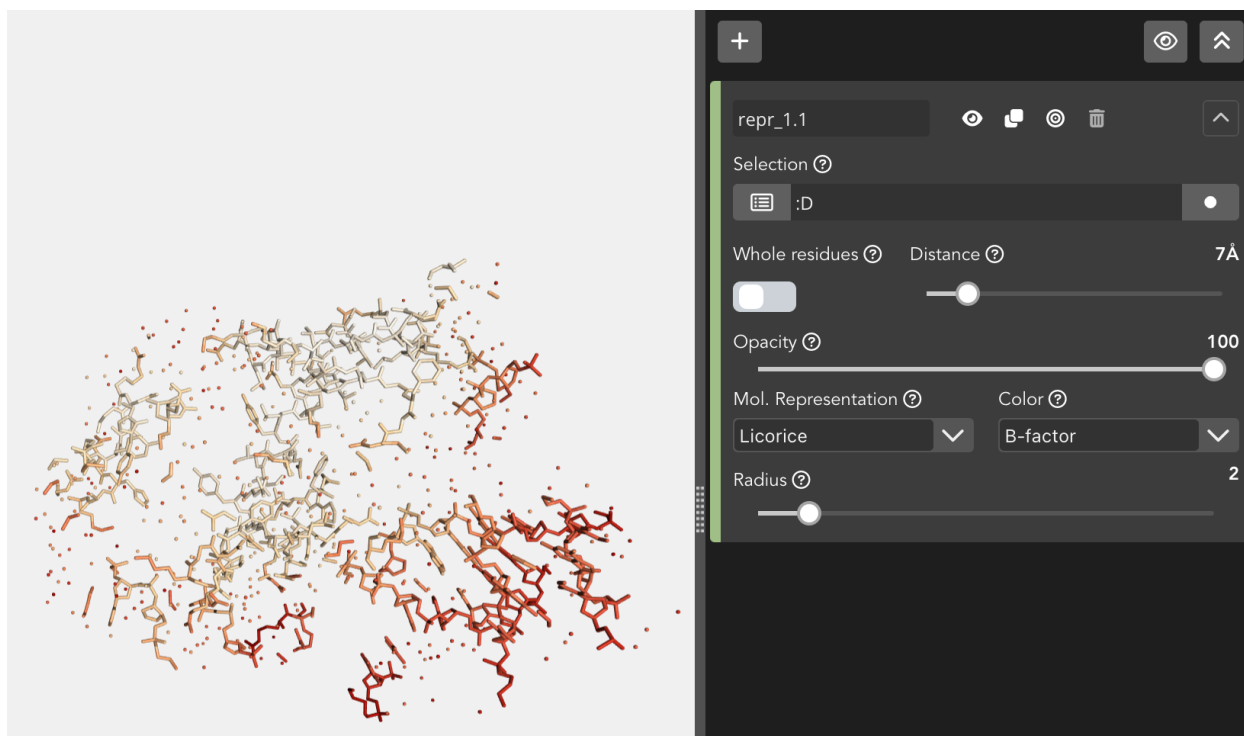 repr_1.1
Selection
:D
Whole residues Distance 7Å
Opacity 100
Mol. Representation Color
Licorice B-factor
Radius 2